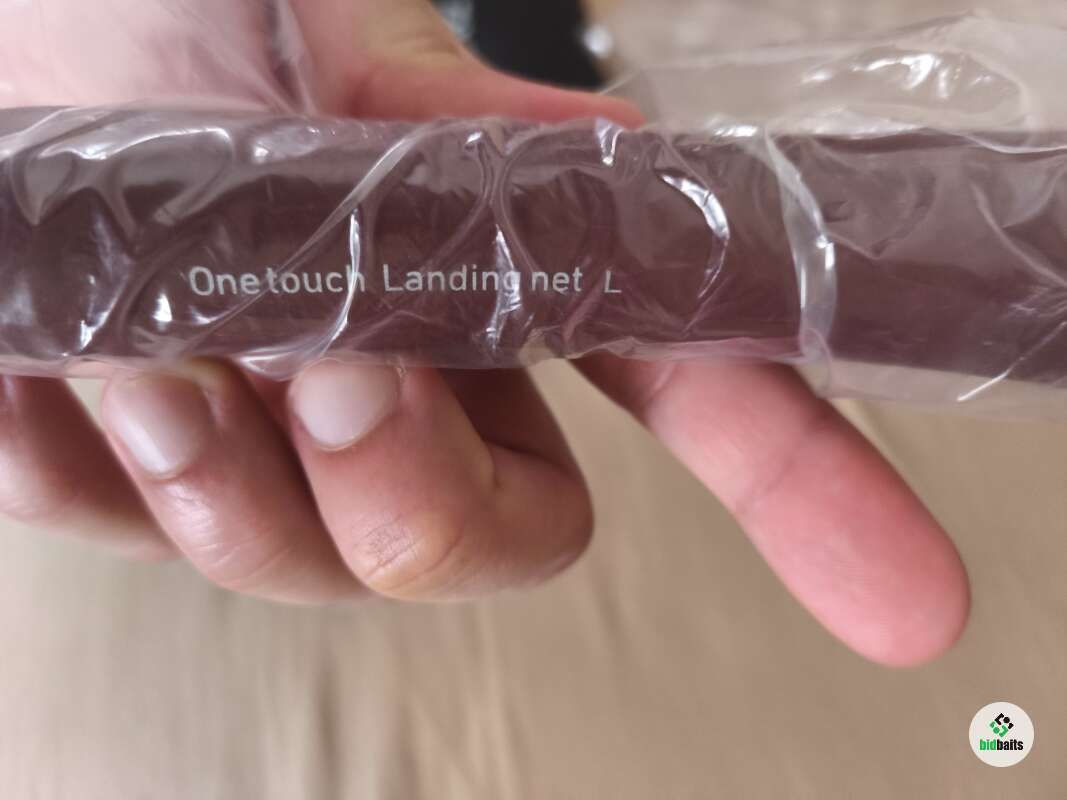 One touch Landing net L
bidbaits